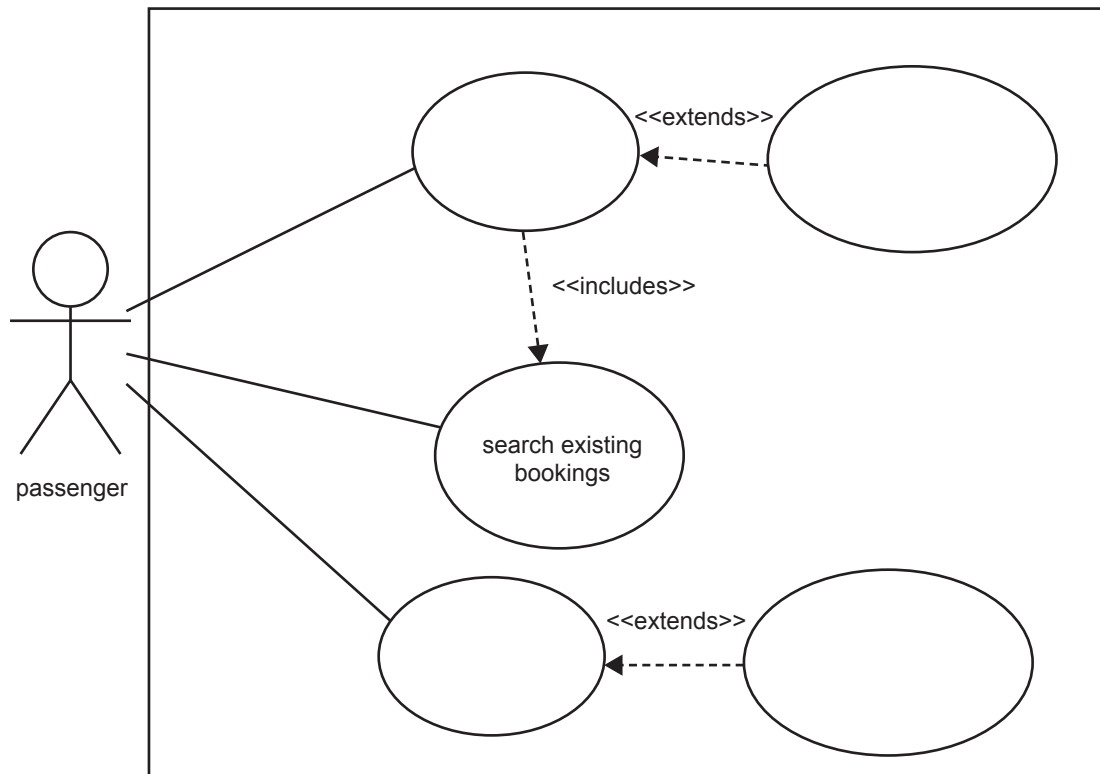 <<extends>>
<<includes>>
search existing
bookings
passenger
<<extends>>